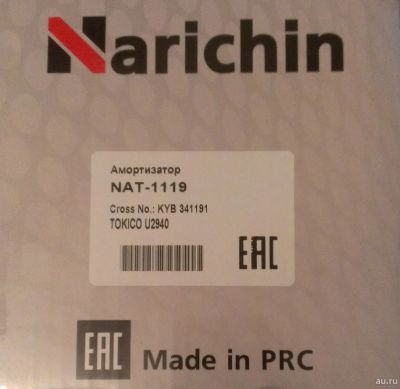 Narichin
Амортизатор
NAT-1119
Cross No.: KYB 341191
TOKICO U2940
EAC
EAC Made in PRC
au.ru